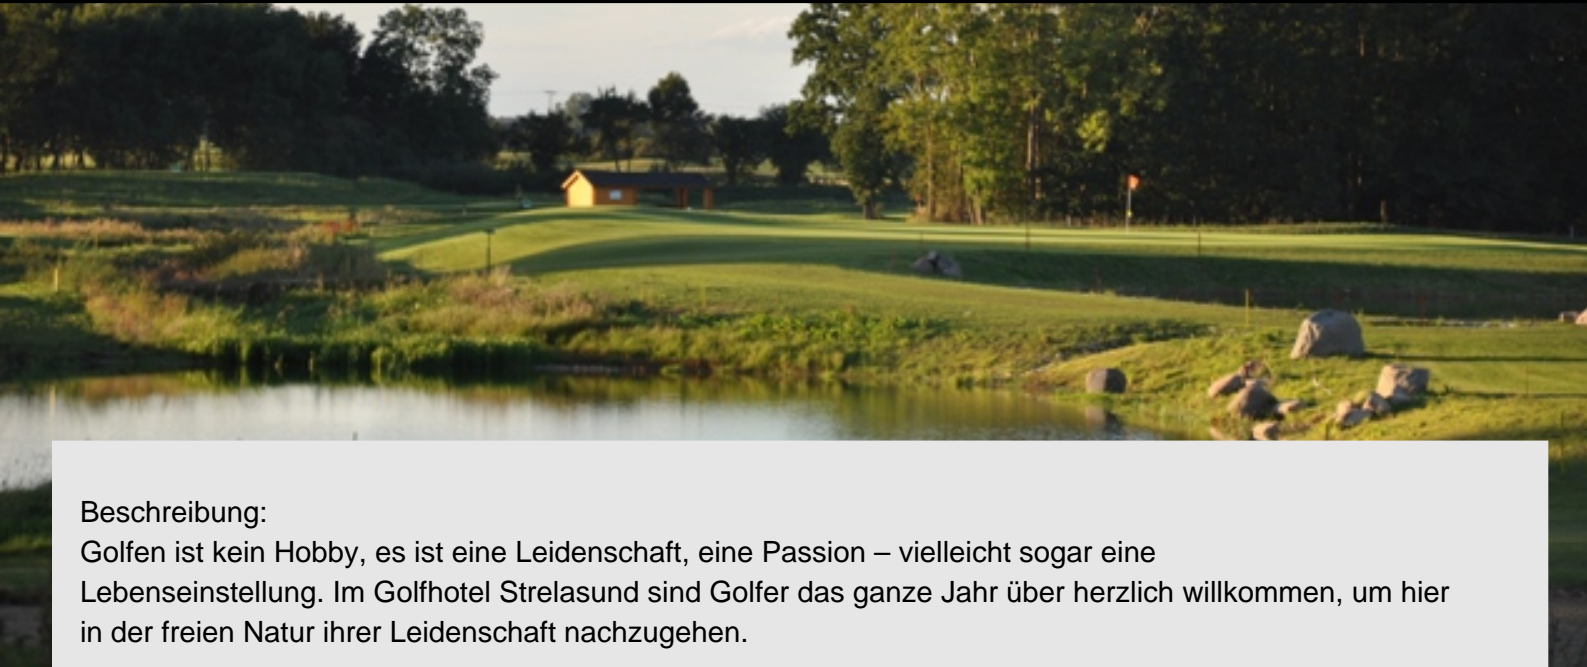 Beschreibung:
Golfen ist kein Hobby, es ist eine Leidenschaft, eine Passion – vielleicht sogar eine
Lebenseinstellung. Im Golfhotel Strelasund sind Golfer das ganze Jahr über herzlich willkommen, um hier
in der freien Natur ihrer Leidenschaft nachzugehen.